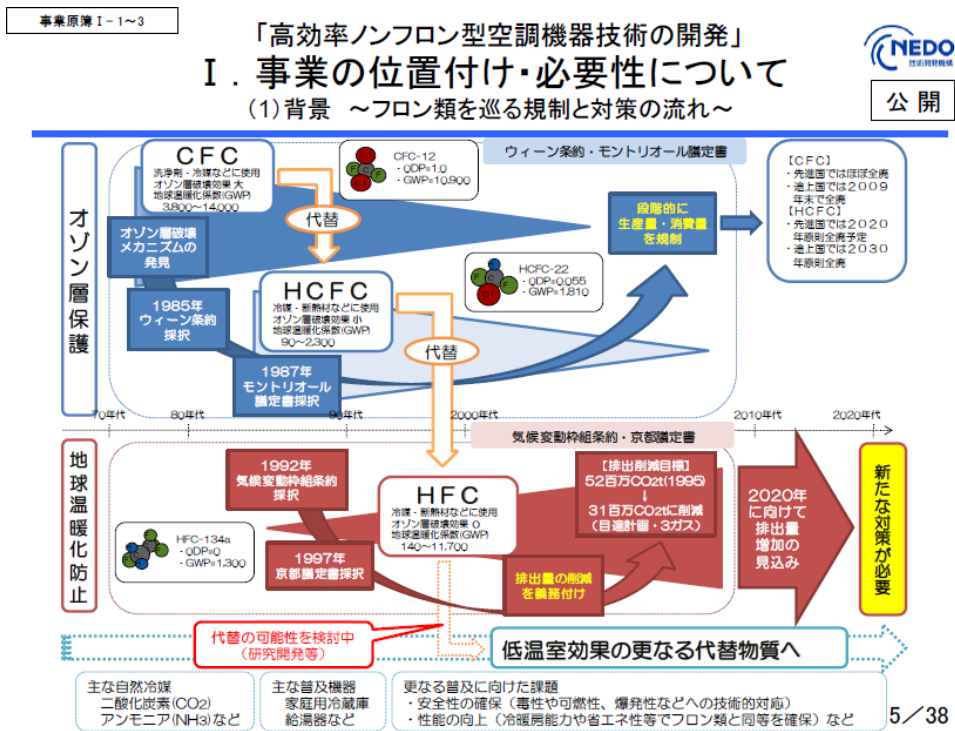 事業原簿Ⅰ-1～3
「高効率ノンフロン型空調機器技術の開発」
Ⅰ．事業の位置付け・必要性について
(1)背景　～フロン類を巡る規制と対策の流れ～
NEDO
技術開発機構
公開
オゾン層保護
CFC
洗浄剤・冷媒などに使用
オゾン層破壊効果 大
地球温暖化係数(GWP)
3,800～14,000
代替
CFC-12
・ODP=1.0
・GWP=10,900
Cl
F
C
F
Cl
ウィーン条約・モントリオール議定書
【CFC】
・先進国ではほぼ全廃
・途上国では2009
年末で全廃
【HCFC】
・先進国では2020
年原則全廃予定
・途上国では2030
年原則全廃
段階的に
生産量・消費量
を規制
オゾン層破壊
メカニズムの
発見
1985年
ウィーン条約
採択
1987年
モントリオール
議定書採択
HCFC
冷媒・断熱材などに使用
オゾン層破壊効果 小
地球温暖化係数(GWP)
90～2,300
代替
HCFC-22
・ODP=0.055
・GWP=1,810
F
C
F
Cl
70年代
80年代
90年代
2000年代
2010年代
2020年代
地球温暖化防止
気候変動枠組条約・京都議定書
1992年
気候変動枠組条約
採択
1997年
京都議定書採択
HFC-134a
・ODP=0
・GWP=1,300
HFC
冷媒・断熱材などに使用
オゾン層破壊効果 0
地球温暖化係数(GWP)
140～11,700
【排出削減目標】
52百万CO2t(1995)
↓
31百万CO2tに削減
（目達計画・3ガス）
排出量の削減
を義務付け
2020年
に向けて
排出量
増加の
見込み
新たな対策が必要
代替の可能性を検討中
（研究開発等）
低温室効果の更なる代替物質へ
主な自然冷媒
二酸化炭素(CO2)
アンモニア(NH3)など
主な普及機器
家庭用冷蔵庫
給湯器など
更なる普及に向けた課題
・安全性の確保（毒性や可燃性、爆発性などへの技術的対応）
・性能の向上（冷暖房能力や省エネ性等でフロン類と同等を確保）など
5／38